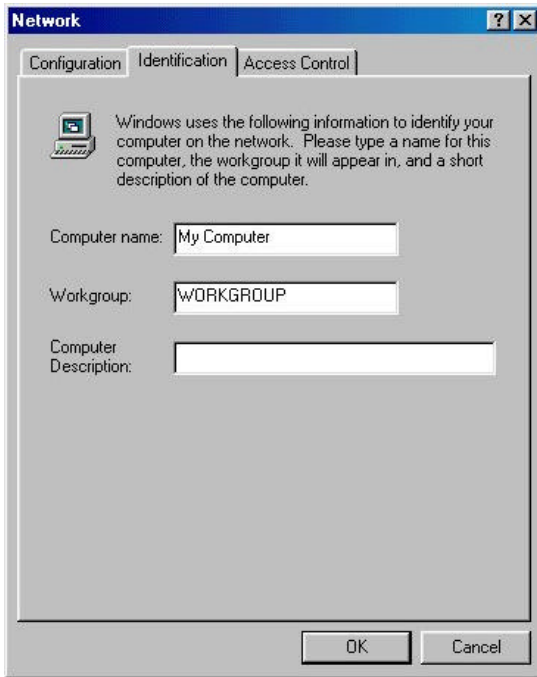 Network
Configuration Identification Access Control
Windows uses the following information to identify your
computer on the network. Please type a name for this
computer, the workgroup it will appear in, and a short
description of the computer.
Computer name: My Computer
Workgroup: WORKGROUP
Computer
Description:
OK Cancel